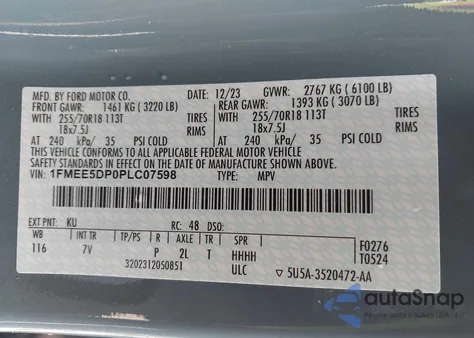 MFD. BY FORD MOTOR CO.
12/23 GVWR: 2767 KG ( 6100 LB)
FRONT GAWR: 1461 KG ( 3220 LB)
REAR GAWR: 1393 KG ( 3070 LB)
WITH 255/70R18 113T TIRES
18x7.5J RIMS
WITH 255/70R18 113T TIRES
18x7.5J RIMS
AT 240 kPa/ 35 PSI COLD
AT 240 kPa/ 35 PSI COLD
THIS VEHICLE CONFORMS TO ALL APPLICABLE FEDERAL MOTOR VEHICLE
SAFETY STANDARDS IN EFFECT ON THE DATE OF MANUFACTURE SHOWN ABOVE.
VIN: 1FMEE5DP0PLC07598
TYPE: MPV
EXT PNT: KU RC: 48 DSO:
WB INT TR TP/PS R AXLE TR SPR
116 7V P 2L T HHHH
F0276
T0524
3202312050851 ULC 5U5A-3520472-AA
autoSnap